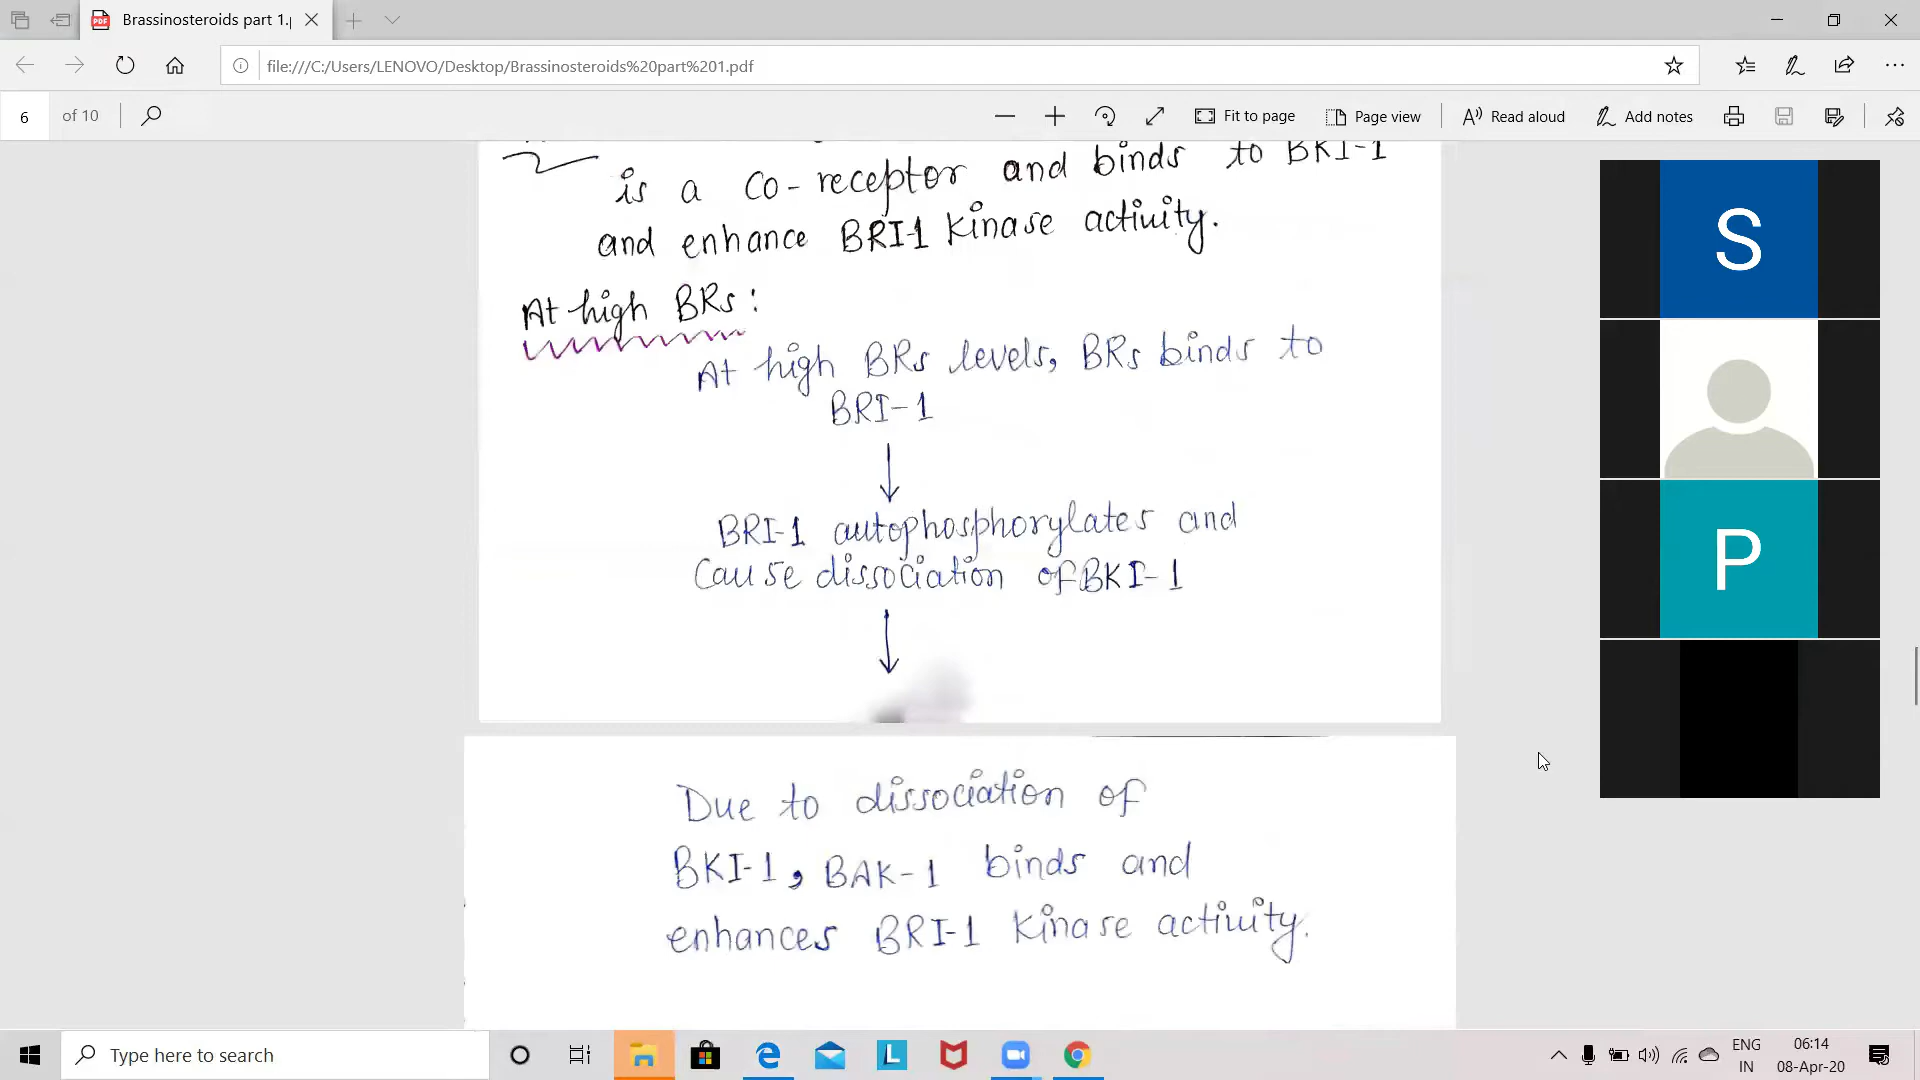 Brassinosteroids part 1.
file:///C:/Users/LENOVO/Desktop/Brassinosteroids%20part%201.pdf
6 of 10
Fit to page
Page view
Read aloud
Add notes
is a Co-receptor and binds to BRI-1
and enhance BRI-1 Kinase activity.
At high BRs :
At high BRs levels, BRs binds to
BRI-1
BRI-1 autophosphorylates and
Cause dissociation of BKI-1
Due to dissociation of
BKI-1, BAK-1 binds and
enhances BRI-1 Kinase activity.
S
P
Type here to search
L
ENG
IN
06:14
08-Apr-20